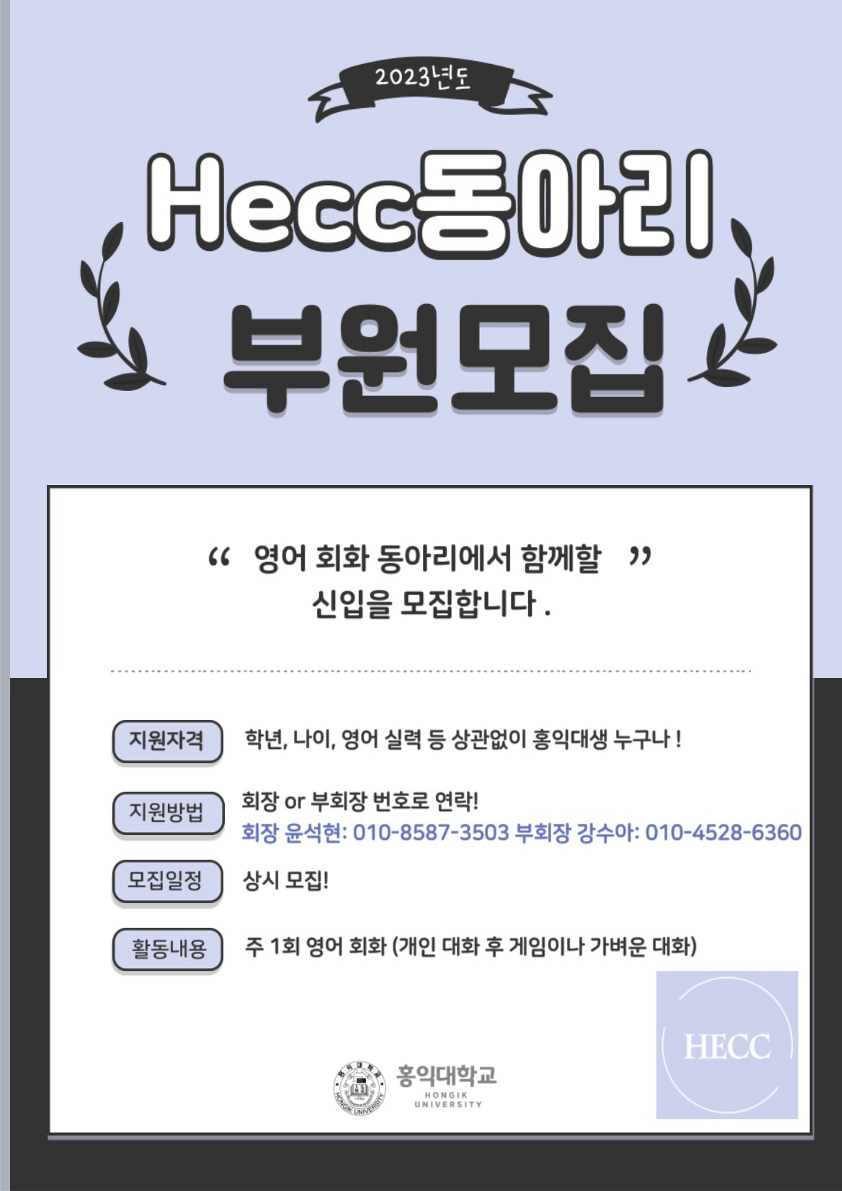 2023년도
Hecc동아리
부원모집
“ 영어 회화 동아리에서 함께할 ”
신입을 모집합니다 .
지원자격 학년, 나이, 영어 실력 등 상관없이 홍익대생 누구나 !
지원방법 회장 or 부회장 번호로 연락!
회장 윤석현: 010-8587-3503 부회장 강수아: 010-4528-6360
모집일정 상시 모집!
활동내용 주 1회 영어 회화 (개인 대화 후 게임이나 가벼운 대화)
HECC
홍익대학교
HONGIK
UNIVERSITY
홍익대학교
HONGIK UNIVERSITY